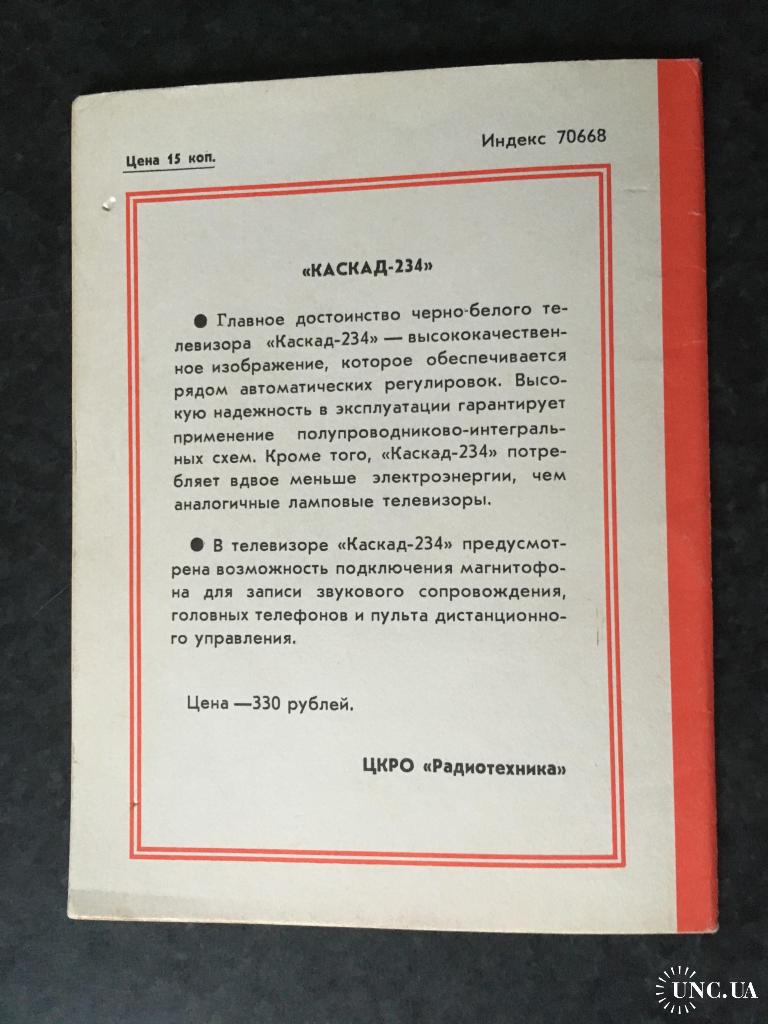 Цена 15 коп.
Индекс 70668
«КАСКАД-234»
● Главное достоинство черно-белого те-
левизора «Каскад-234» — высококачествен-
ное изображение, которое обеспечивается
рядом автоматических регулировок. Высо-
кую надежность в эксплуатации гарантирует
применение полупроводниково-интеграль-
ных схем. Кроме того, «Каскад-234» потреб-
ляет вдвое меньше электроэнергии, чем
аналогичные ламповые телевизоры.
● В телевизоре «Каскад-234» предусмот-
рена возможность подключения магнитофо-
на для записи звукового сопровождения,
головных телефонов и пульта дистанционно-
го управления.
Цена —330 рублей.
ЦКРО «Радиотехника»
UNC.UA